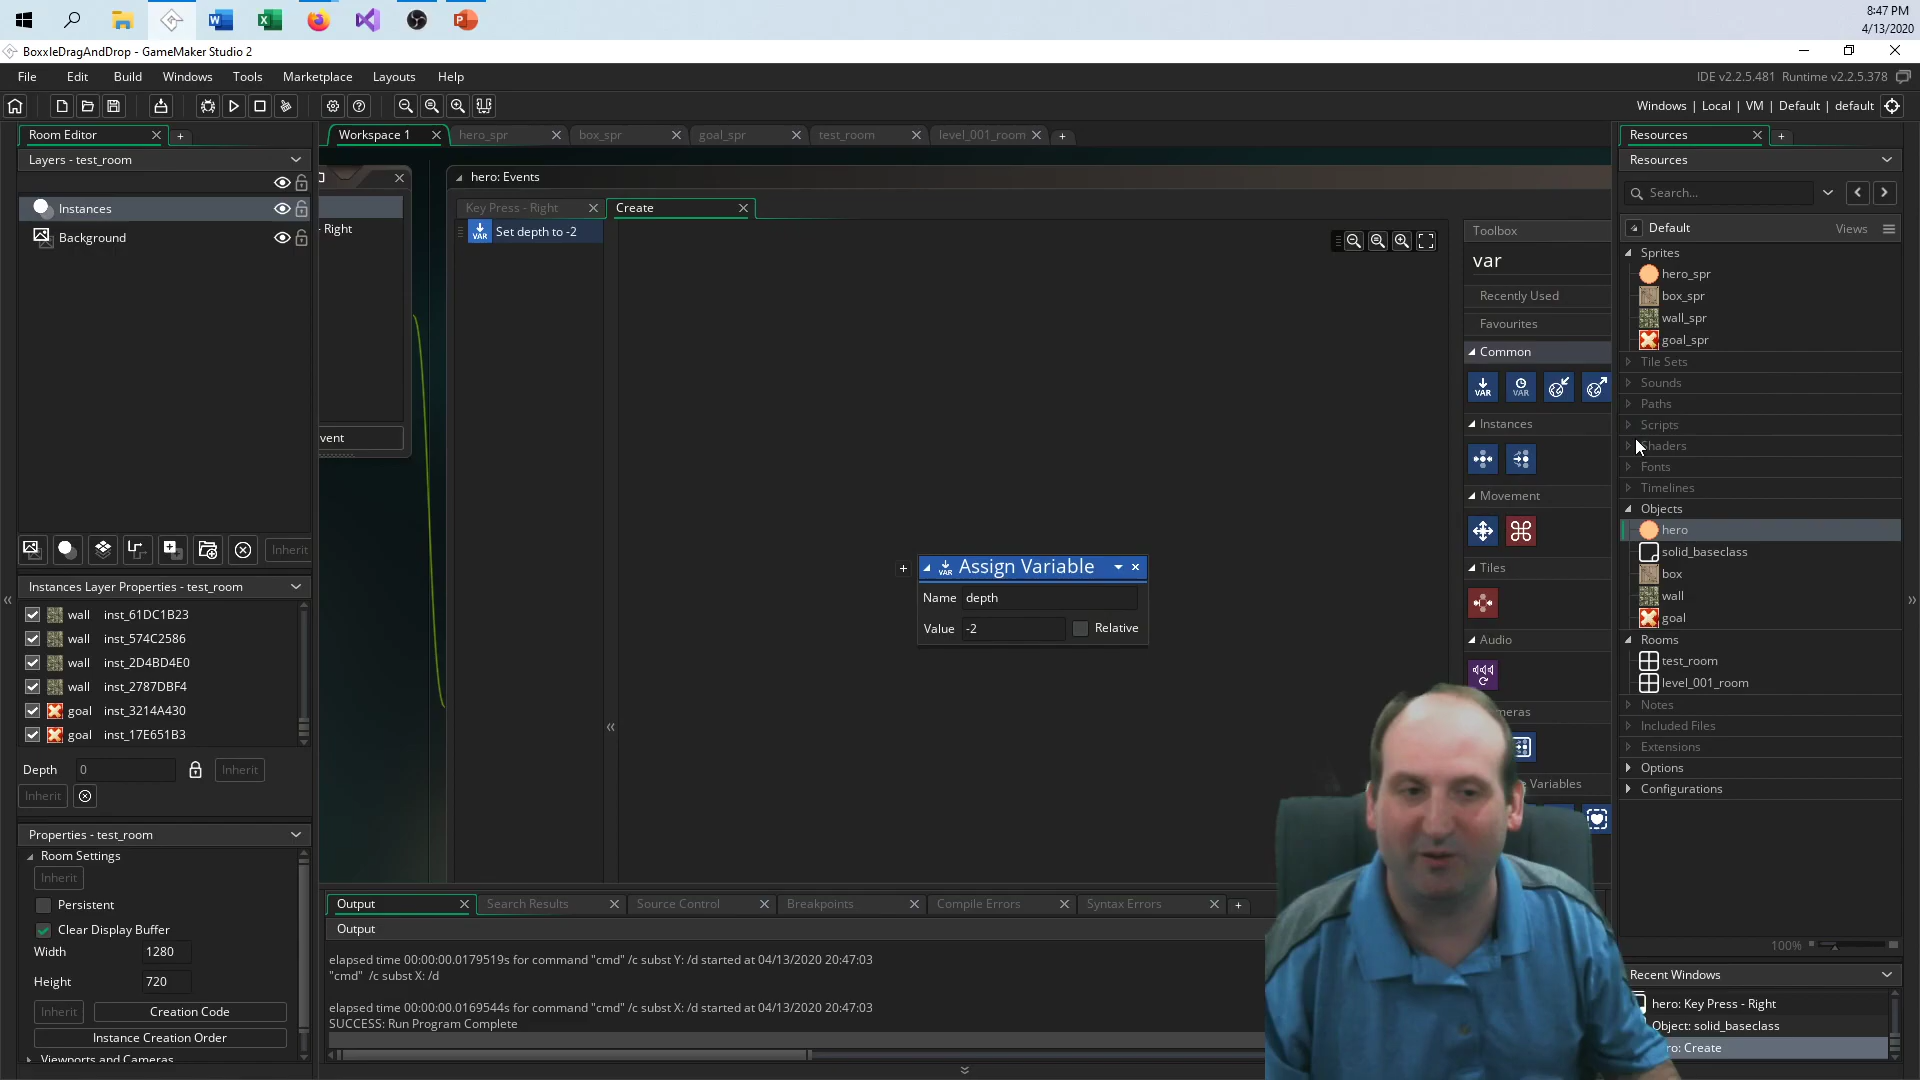 8:47 PM
4/13/2020
BoxxleDragAndDrop - GameMaker Studio 2
File Edit Build Windows Tools Marketplace Layouts Help
IDE v2.2.5.481 Runtime v2.2.5.378
Windows | Local | VM | Default | default
Room Editor
Layers - test_room
Instances
Background
Inherit
Instances Layer Properties - test_room
wall inst_61DC1B23
wall inst_574C2586
wall inst_2D4BD4E0
wall inst_2787DBF4
goal inst_3214A430
goal inst_17E651B3
Depth 0 Inherit
Inherit
Properties - test_room
Room Settings
Inherit
Persistent
Clear Display Buffer
Width 1280
Height 720
Inherit Creation Code
Instance Creation Order
Viewports and Cameras
Workspace 1 hero_spr box_spr goal_spr test_room level_001_room
- Right
vent
hero: Events
Key Press - Right Create
VAR Set depth to -2
VAR Assign Variable
Name depth
Value -2 Relative
Toolbox
var
Recently Used
Favourites
Common
VAR VAR
Instances
Movement
Tiles
Audio
meras
Variables
Output Search Results Source Control Breakpoints Compile Errors Syntax Errors
Output
elapsed time 00:00:00.0179519s for command "cmd" /c subst Y: /d started at 04/13/2020 20:47:03
"cmd" /c subst X: /d
elapsed time 00:00:00.0169544s for command "cmd" /c subst X: /d started at 04/13/2020 20:47:03
SUCCESS: Run Program Complete
Resources
Resources
Search...
Default Views
Sprites
hero_spr
box_spr
wall_spr
goal_spr
Tile Sets
Sounds
Paths
Scripts
Shaders
Fonts
Timelines
Objects
hero
solid_baseclass
box
wall
goal
Rooms
test_room
level_001_room
Notes
Included Files
Extensions
Options
Configurations
100%
Recent Windows
hero: Key Press - Right
Object: solid_baseclass
ro: Create